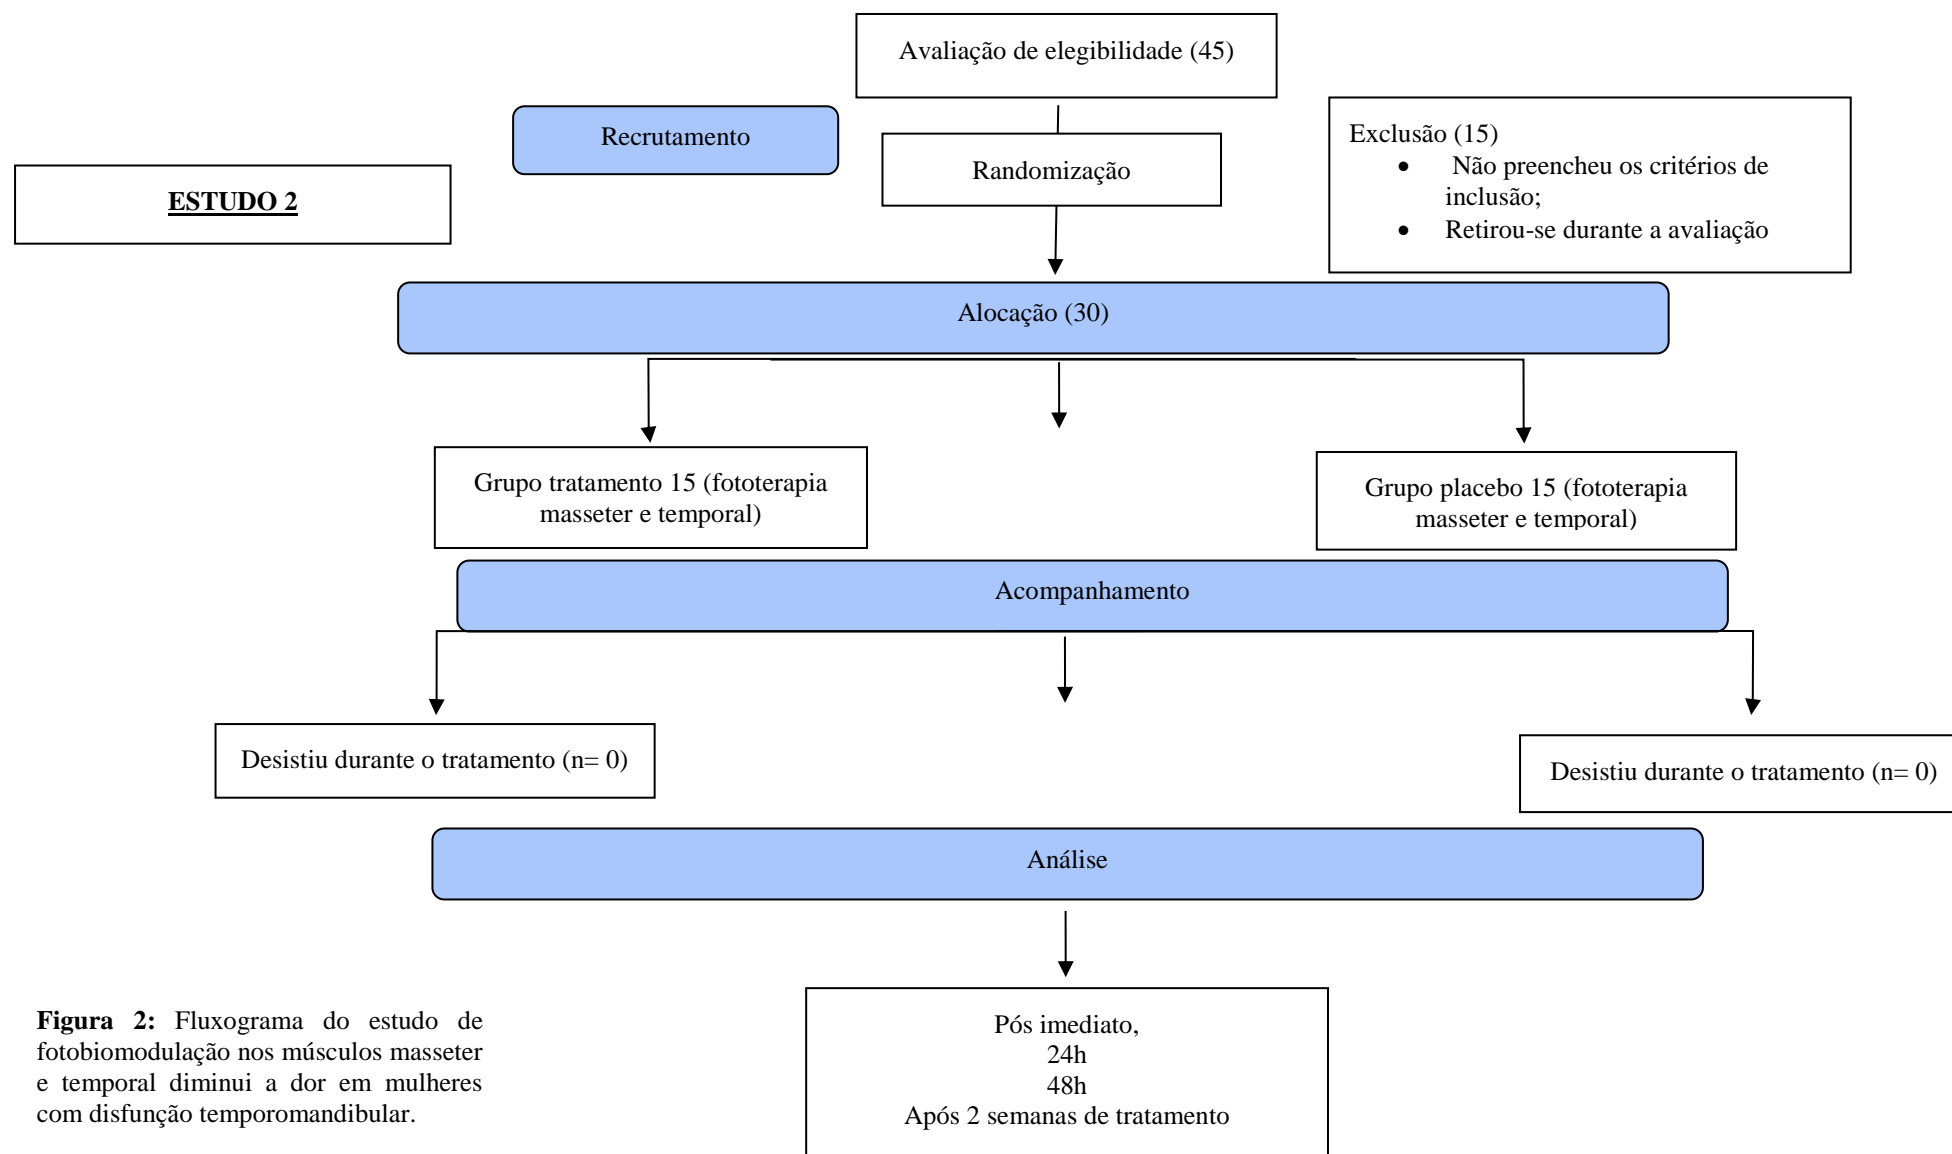 Avaliação de elegibilidade (45)
Recrutamento
Randomização
Exclusão (15)
• Não preencheu os critérios de
inclusão;
• Retirou-se durante a avaliação
ESTUDO 2
Alocação (30)
Grupo tratamento 15 (fototerapia
masseter e temporal)
Grupo placebo 15 (fototerapia
masseter e temporal)
Acompanhamento
Desistiu durante o tratamento (n= 0)
Desistiu durante o tratamento (n= 0)
Análise
Pós imediato,
24h
48h
Após 2 semanas de tratamento
Figura 2: Fluxograma do estudo de
fotobiomodulação nos músculos masseter
e temporal diminui a dor em mulheres
com disfunção temporomandibular.